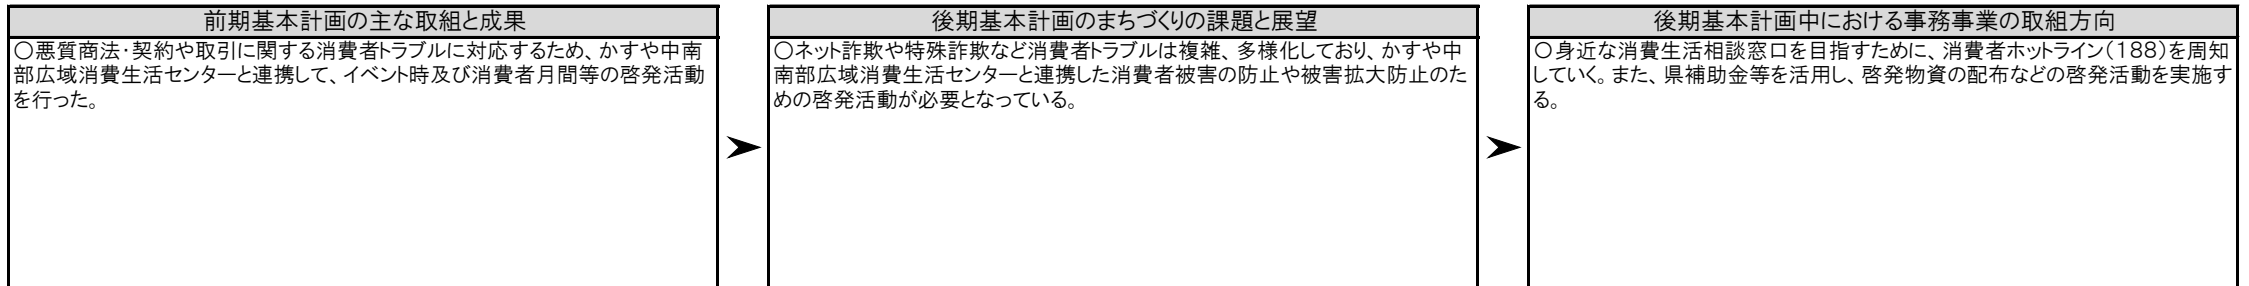 前期基本計画の主な取組と成果
〇悪質商法・契約や取引に関する消費者トラブルに対応するため、かすや中南
部広域消費生活センターと連携して、イベント時及び消費者月間等の啓発活動
を行った。
後期基本計画のまちづくりの課題と展望
〇ネット詐欺や特殊詐欺など消費者トラブルは複雑、多様化しており、かすや中
南部広域消費生活センターと連携した消費者被害の防止や被害拡大防止のた
めの啓発活動が必要となっている。
後期基本計画中における事務事業の取組方向
〇身近な消費生活相談窓口を目指すために、消費者ホットライン(188)を周知
していく。また、県補助金等を活用し、啓発物資の配布などの啓発活動を実施す
る。